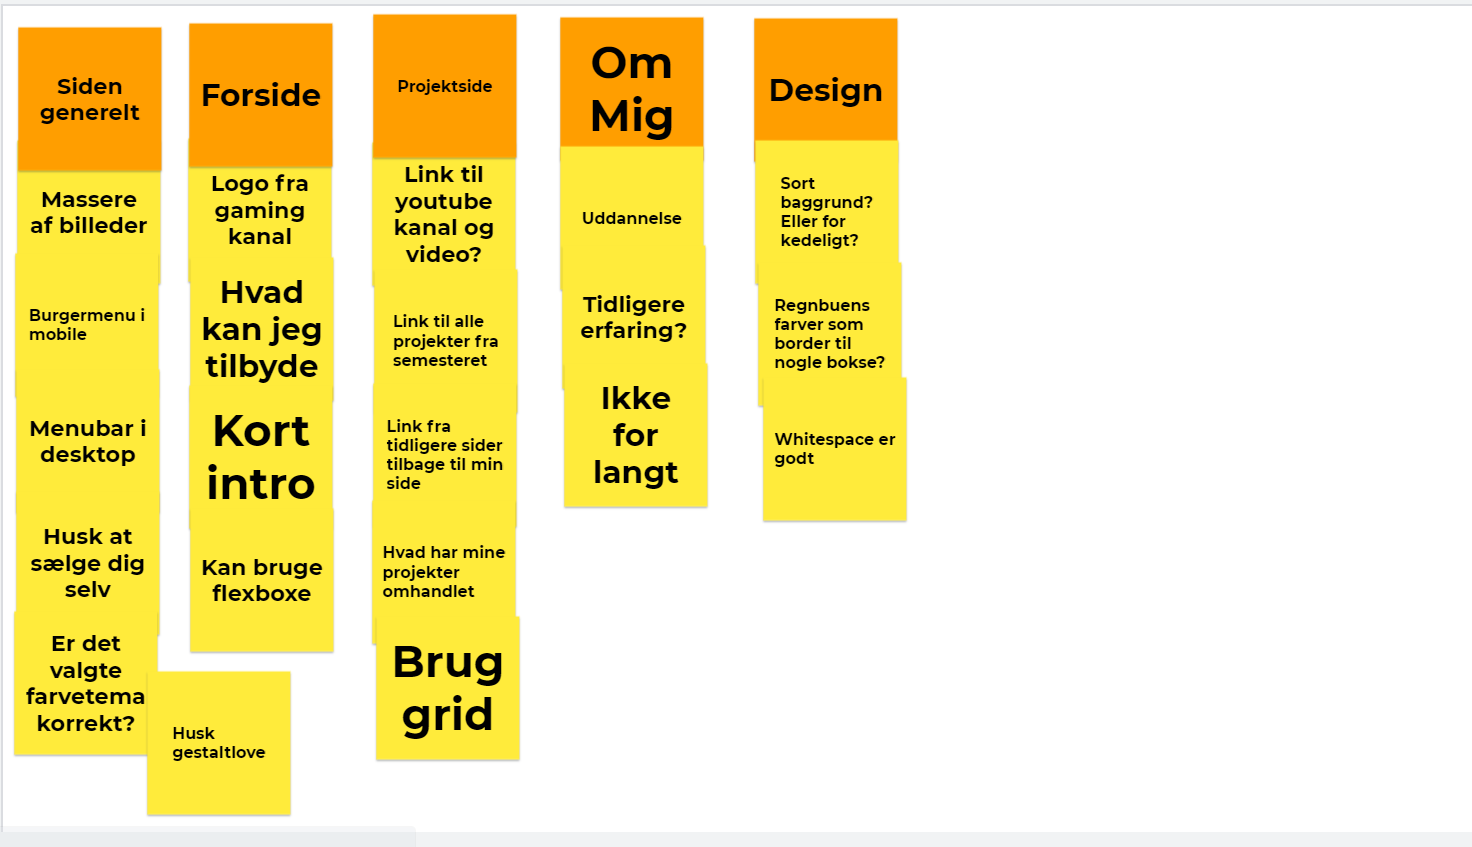 Siden
generelt
Massere
af billeder
Burgermenu i
mobile
Menubar i
desktop
Husk at
sælge dig
selv
Er det
valgte
farvetema
korrekt?
Husk
gestaltlove
Forside
Logo fra
gaming
kanal
Hvad
kan jeg
tilbyde
Kort
intro
Kan bruge
flexboxe
Projektside
Link til
youtube
kanal og
video?
Link til alle
projekter fra
semesteret
Link fra
tidligere sider
tilbage til min
side
Hvad har mine
projekter
omhandlet
Brug
grid
Om
Mig
Uddannelse
Tidligere
erfaring?
Ikke
for
langt
Design
Sort
baggrund?
Eller for
kedeligt?
Regnbuens
farver som
border til
nogle bokse?
Whitespace er
godt